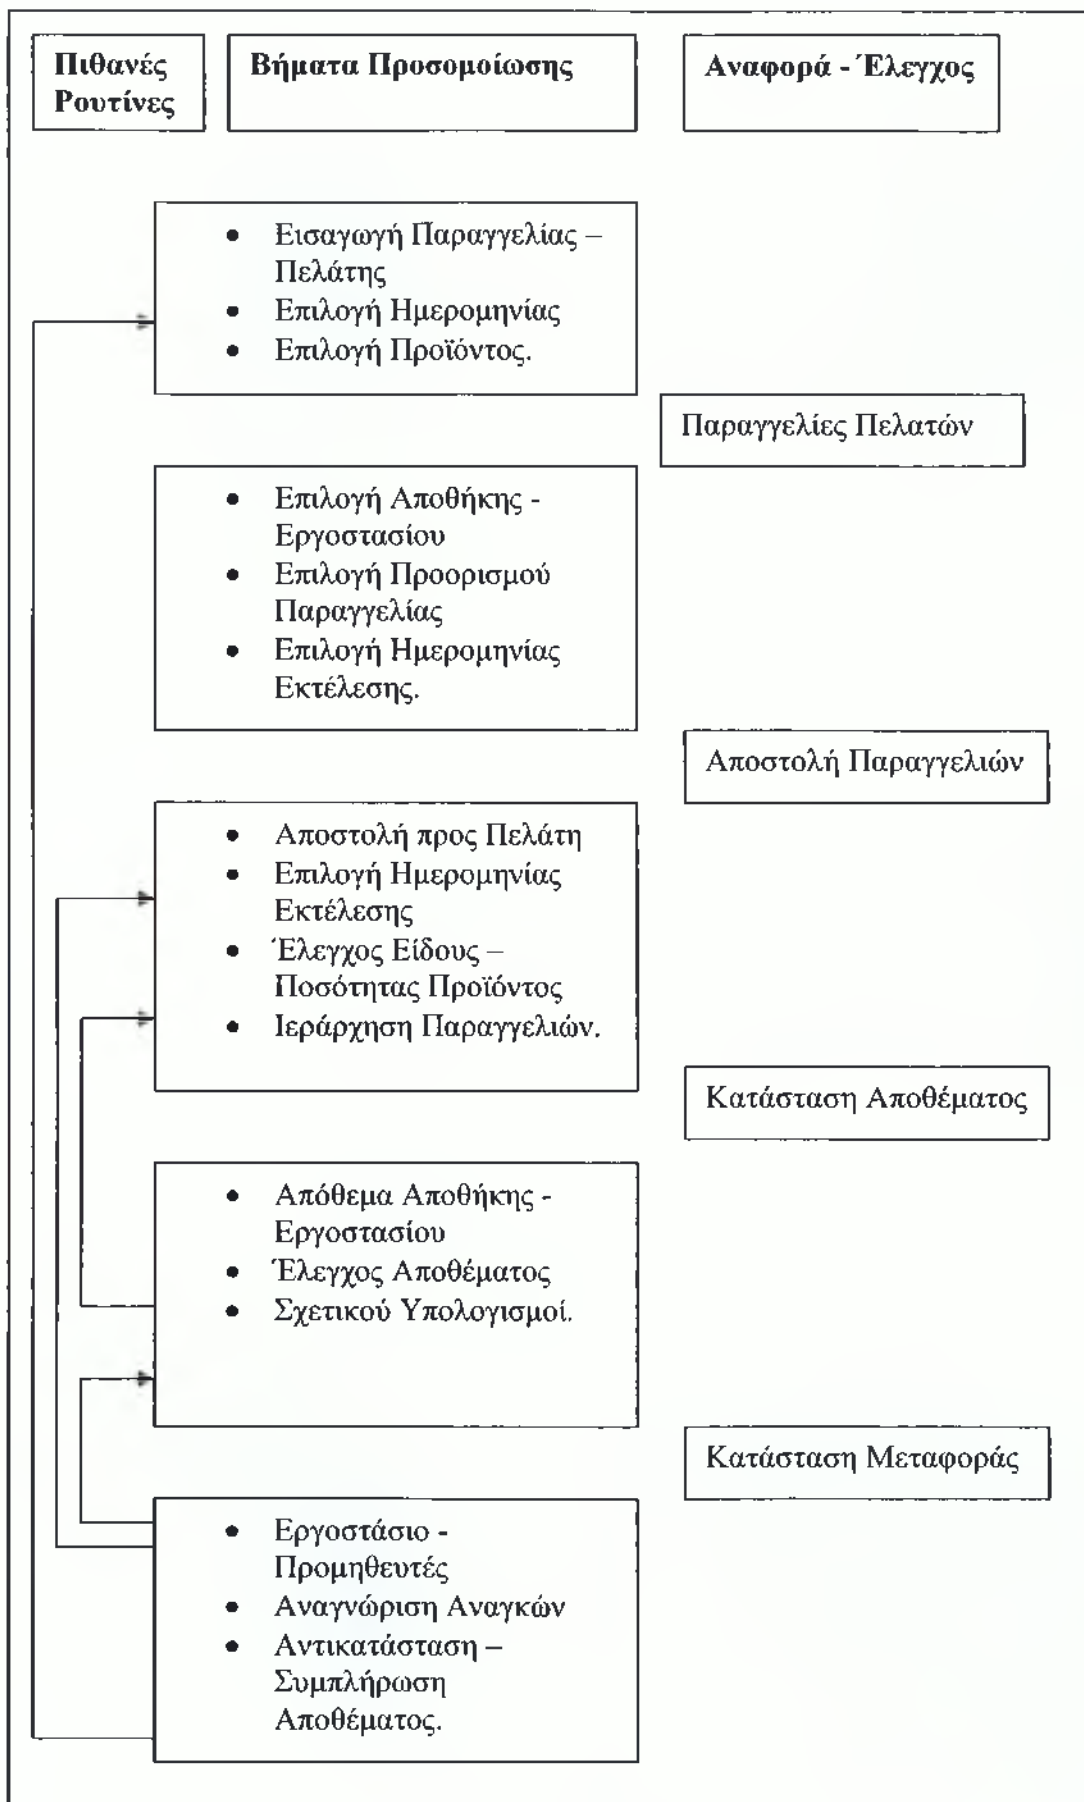 Πιθανές
Ρουτίνες
Βήματα Προσομοίωσης
Αναφορά - Έλεγχος
• Εισαγωγή Παραγγελίας –
Πελάτης
• Επιλογή Ημερομηνίας
• Επιλογή Προϊόντος.
Παραγγελίες Πελατών
• Επιλογή Αποθήκης -
Εργοστασίου
• Επιλογή Προορισμού
Παραγγελίας
• Επιλογή Ημερομηνίας
Εκτέλεσης.
Αποστολή Παραγγελιών
• Αποστολή προς Πελάτη
• Επιλογή Ημερομηνίας
Εκτέλεσης
• Έλεγχος Είδους –
Ποσότητας Προϊόντος
• Ιεράρχηση Παραγγελιών.
Κατάσταση Αποθέματος
• Απόθεμα Αποθήκης -
Εργοστασίου
• Έλεγχος Αποθέματος
• Σχετικού Υπολογισμοί.
Κατάσταση Μεταφοράς
• Εργοστάσιο -
Προμηθευτές
• Αναγνώριση Αναγκών
• Αντικατάσταση –
Συμπλήρωση
Αποθέματος.